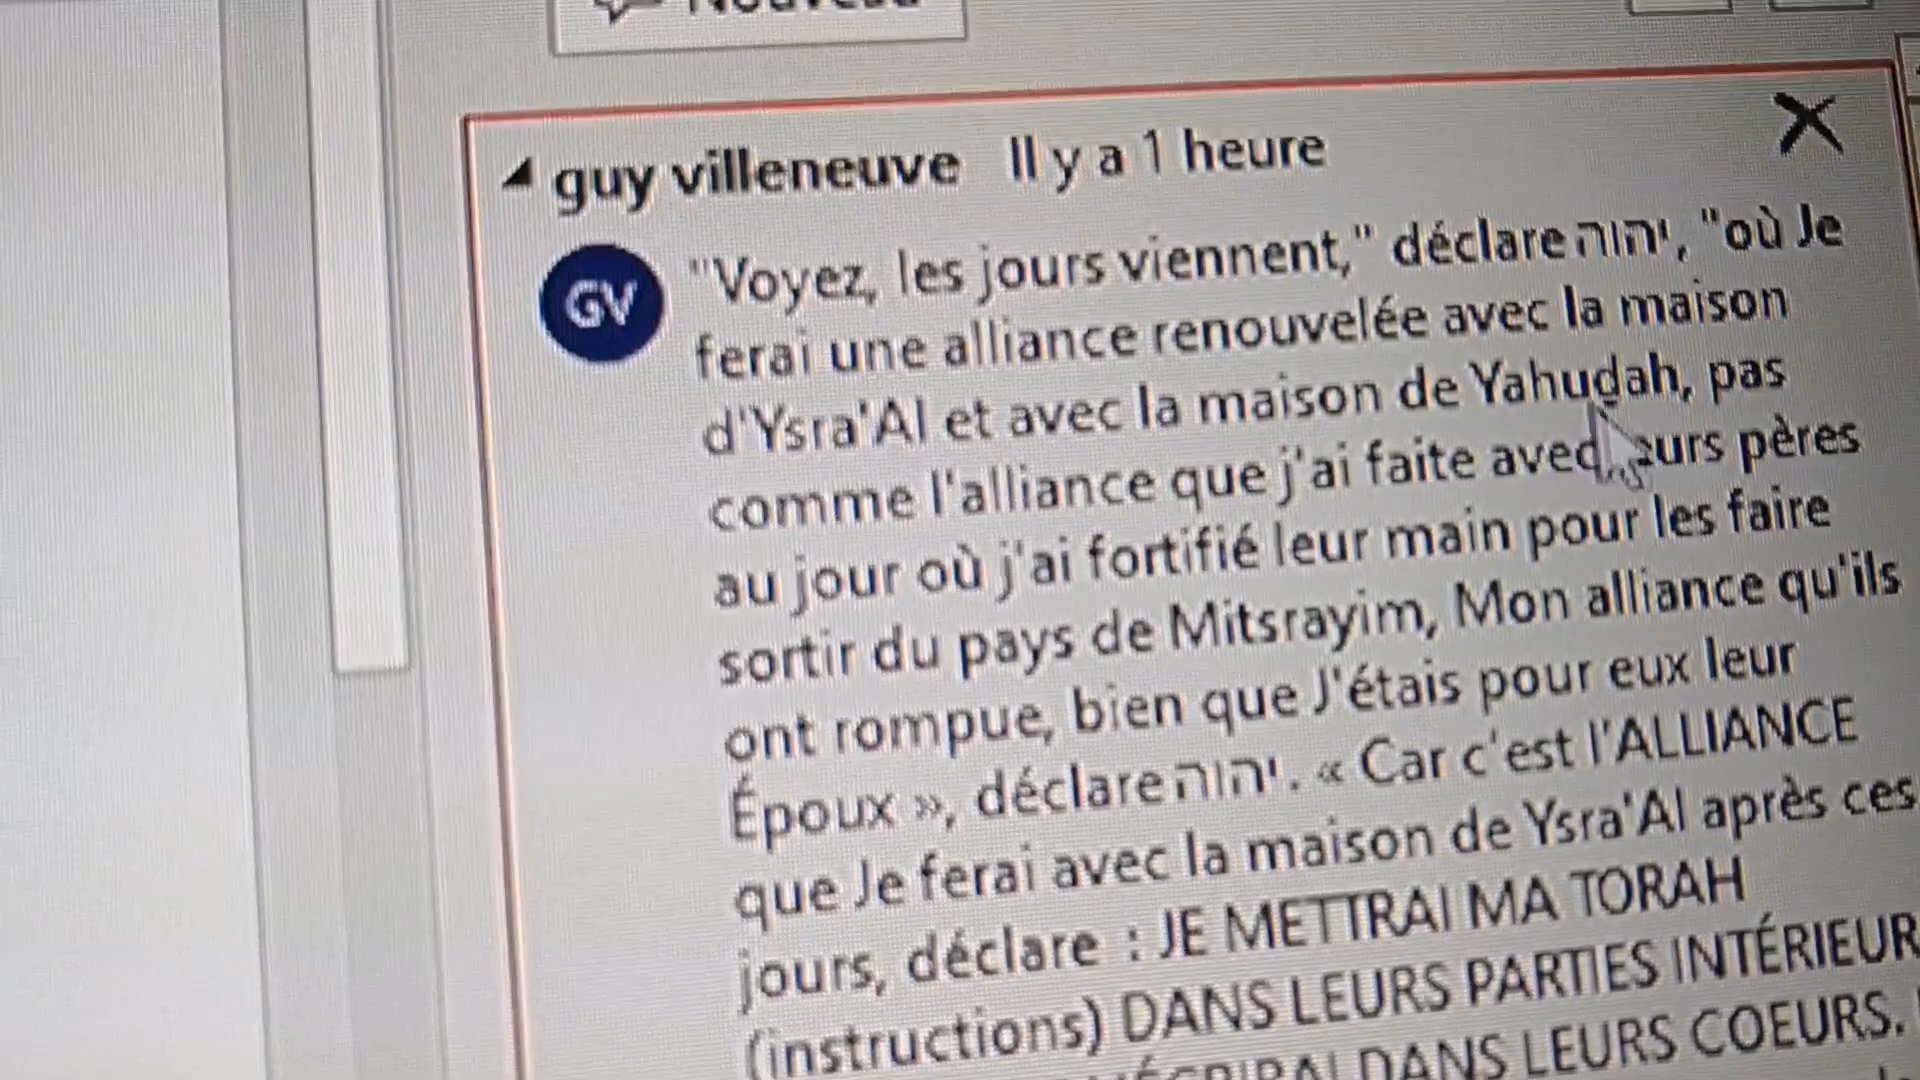 Nouveau
guy villeneuve Il y a 1 heure
GV
"Voyez, les jours viennent," déclare יהוה, "où Je
ferai une alliance renouvelée avec la maison
d'Ysra'Al et avec la maison de Yahuḏah, pas
comme l'alliance que j'ai faite avec leurs pères
au jour où j'ai fortifié leur main pour les faire
sortir du pays de Mitsrayim, Mon alliance qu'ils
ont rompue, bien que J'étais pour eux leur
Époux », déclare יהוה. « Car c'est l'ALLIANCE
que Je ferai avec la maison de Ysra'Al après ces
jours, déclare : JE METTRAI MA TORAH
(instructions) DANS LEURS PARTIES INTÉRIEUR
DANS LEURS COEURS.